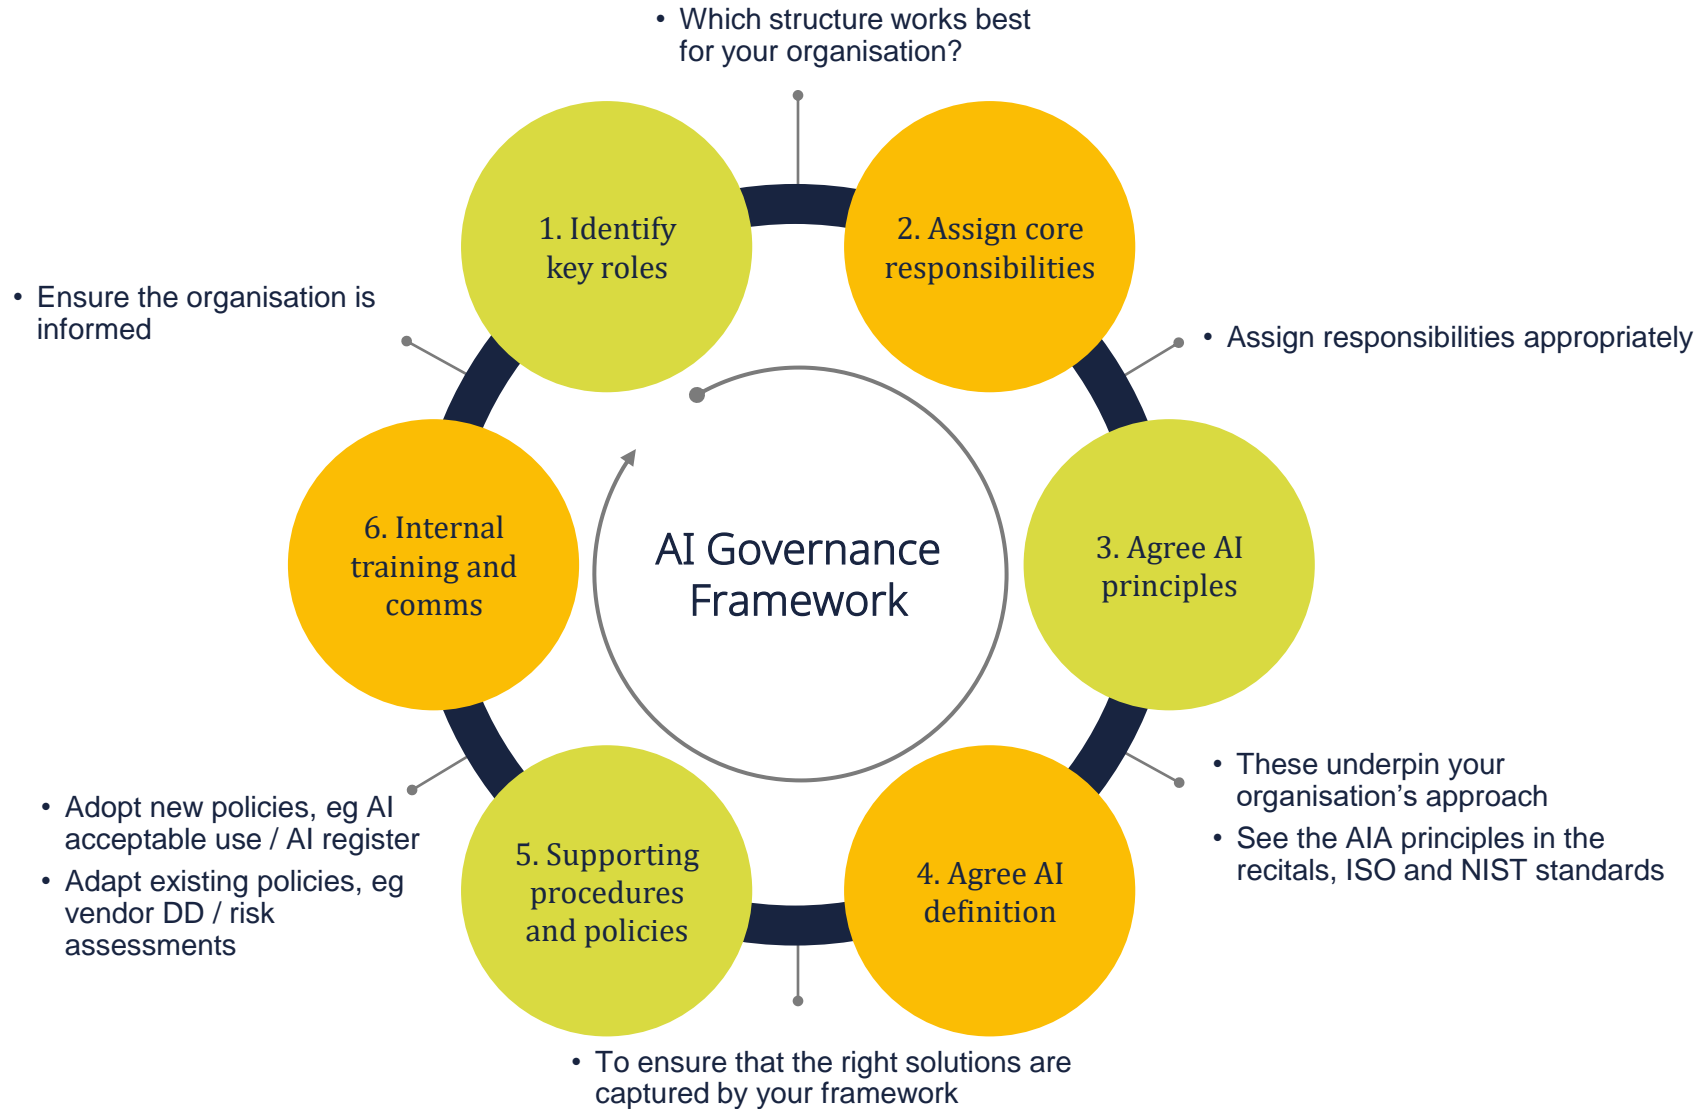 • Which structure works best
for your organisation?
1. Identify
key roles
2. Assign core
responsibilities
• Ensure the organisation is
informed
• Assign responsibilities appropriately
6. Internal
training and
comms
AI Governance
Framework
3. Agree AI
principles
• These underpin your
organisation’s approach
• See the AIA principles in the
recitals, ISO and NIST standards
• Adopt new policies, eg AI
acceptable use / AI register
• Adapt existing policies, eg
vendor DD / risk
assessments
5. Supporting
procedures
and policies
4. Agree AI
definition
• To ensure that the right solutions are
captured by your framework